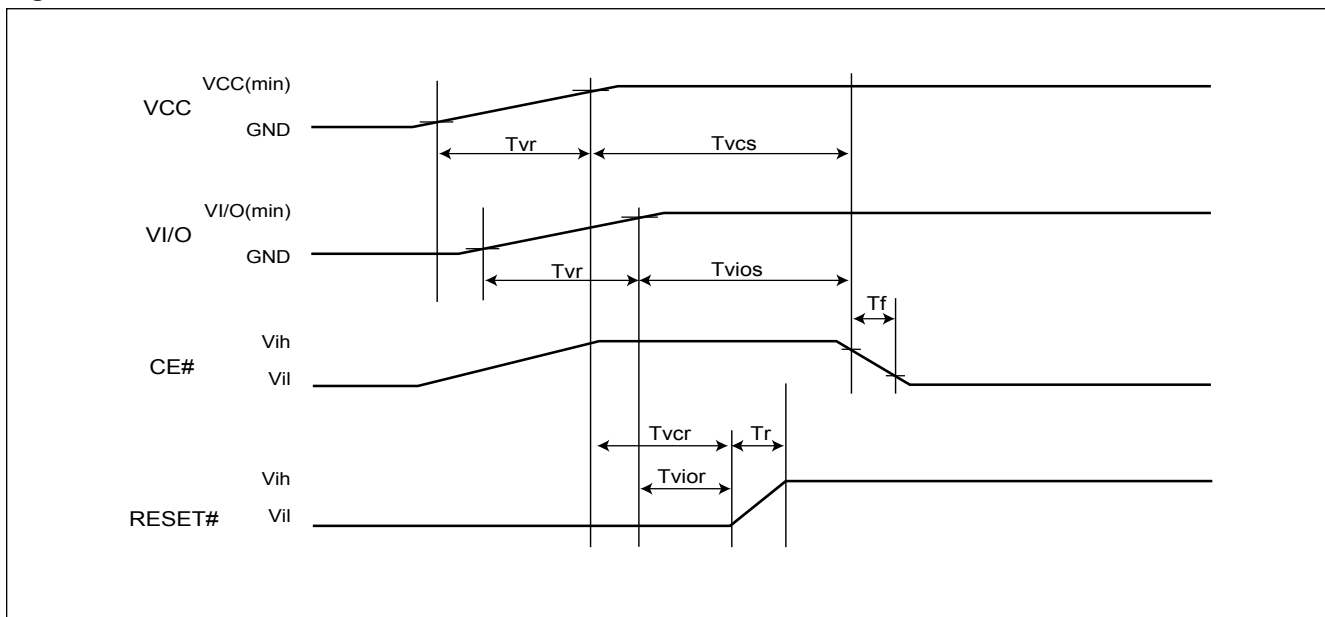 VCC(min)
VCC
GND
Tvr
Tvcs
VI/O(min)
VI/O
GND
Tvr
Tvios
Tf
Vih
CE#
Vil
Tvcr
Tr
Vih
Tvior
RESET#
Vil